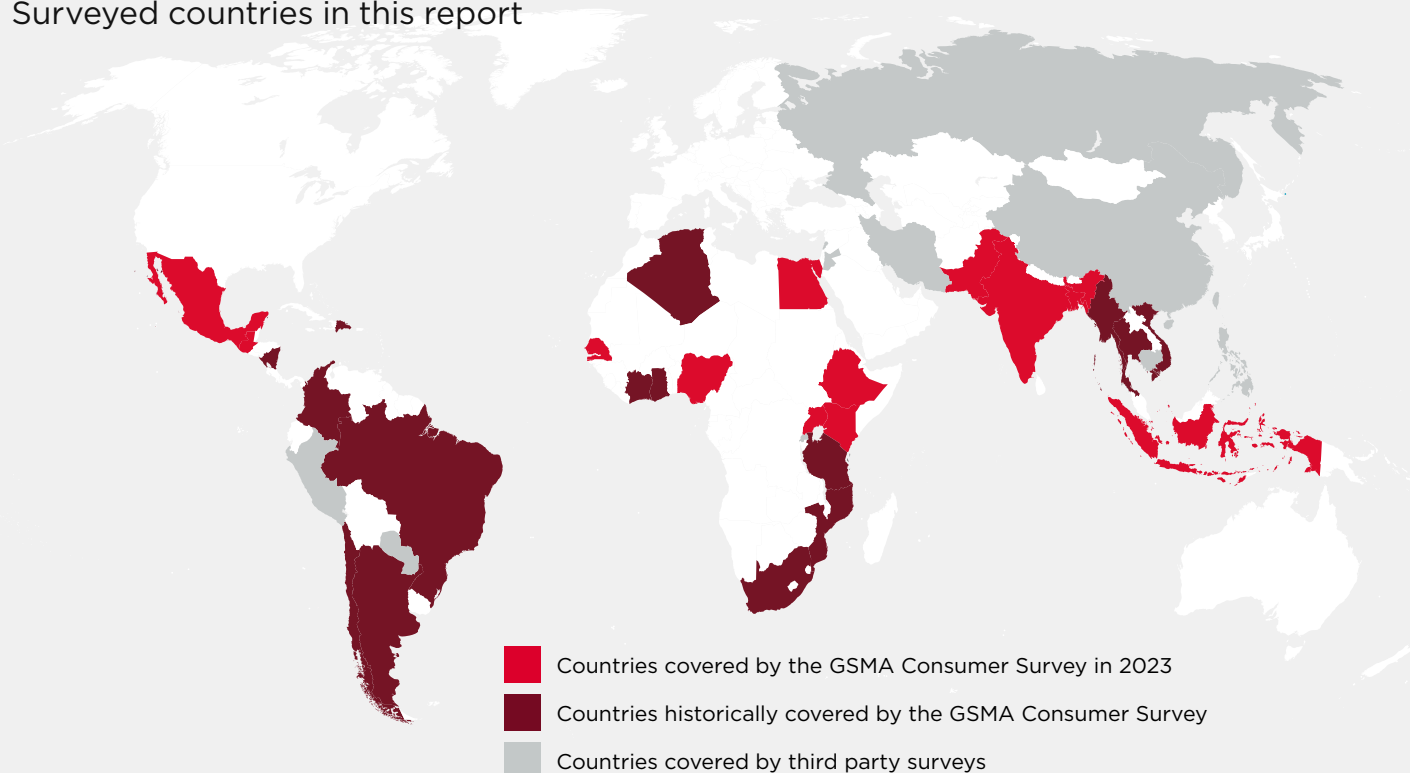 Surveyed countries in this report
Countries covered by the GSMA Consumer Survey in 2023
Countries historically covered by the GSMA Consumer Survey
Countries covered by third party surveys